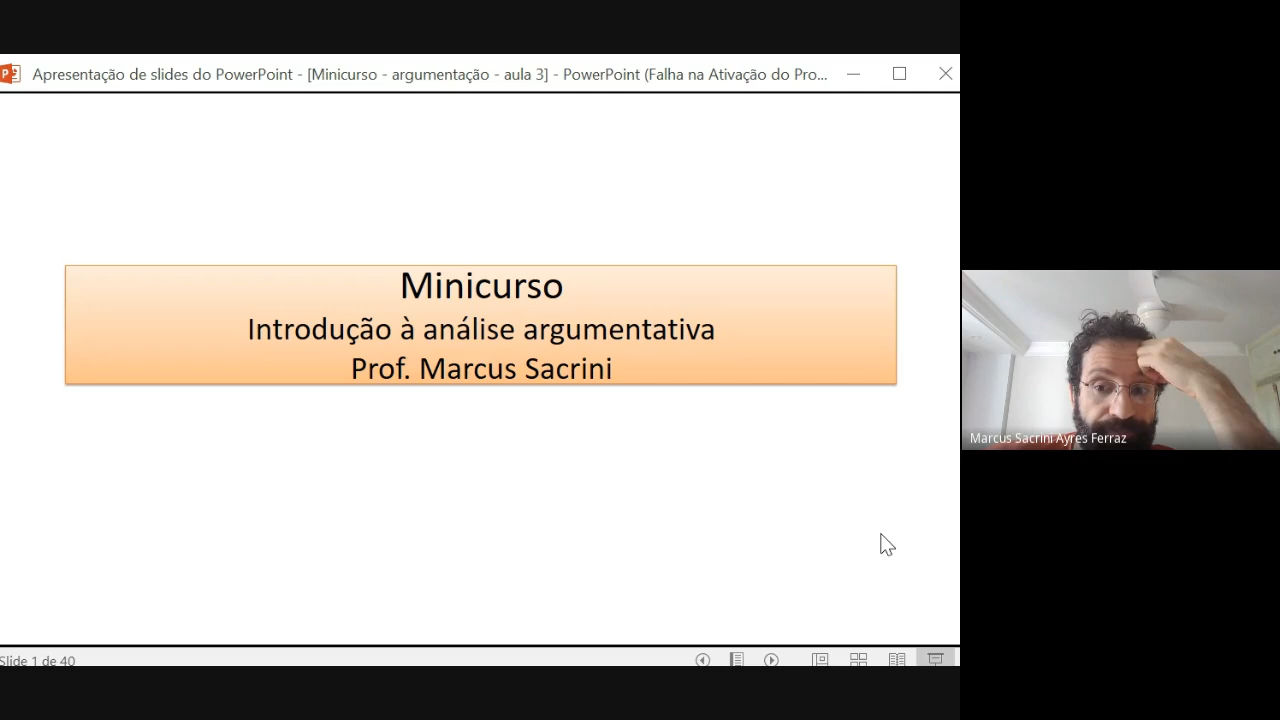 Apresentação de slides do PowerPoint - [Minicurso - argumentação - aula 3] - PowerPoint (Falha na Ativação do Pro...
Minicurso
Introdução à análise argumentativa
Prof. Marcus Sacrini
Marcus Sacrini Ayres Ferraz
Slide 1 de 40